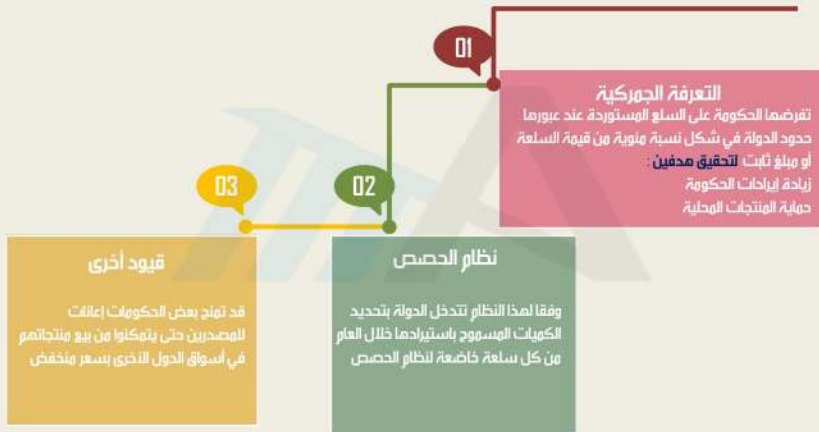 01
التعرفة الجمركية
تفرضها الحكومة على السلع المستوردة عند عبورها
حدود الدولة في شكل نسبة مئوية من قيمة السلعة
أو مبلغ ثابت لتحقيق هدفين :
زيادة إيرادات الحكومة
حماية المنتجات المحلية
02
نظام الحصص
وفقا لهذا النظام تتدخل الدولة بتحديد
الكميات المسموح باستيرادها خلال العام
من كل سلعة خاضعة لنظام الحصص
03
قيود أخرى
قد تمنح بعض الحكومات إعانات
للمصدرين حتى يتمكنوا من بيع منتجاتهم
في أسواق الدول الأخرى بسعر منخفض